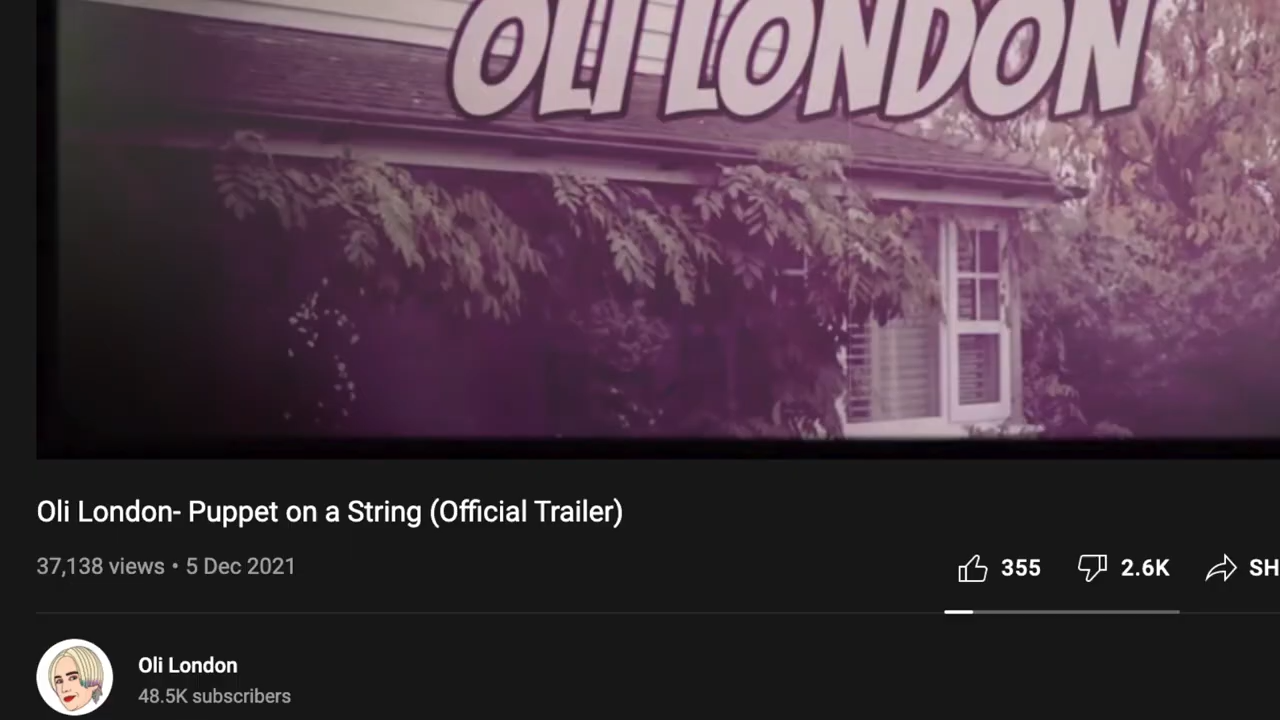 OLI LONDON
Oli London- Puppet on a String (Official Trailer)
37,138 views • 5 Dec 2021
355 2.6K SH
Oli London
48.5K subscribers